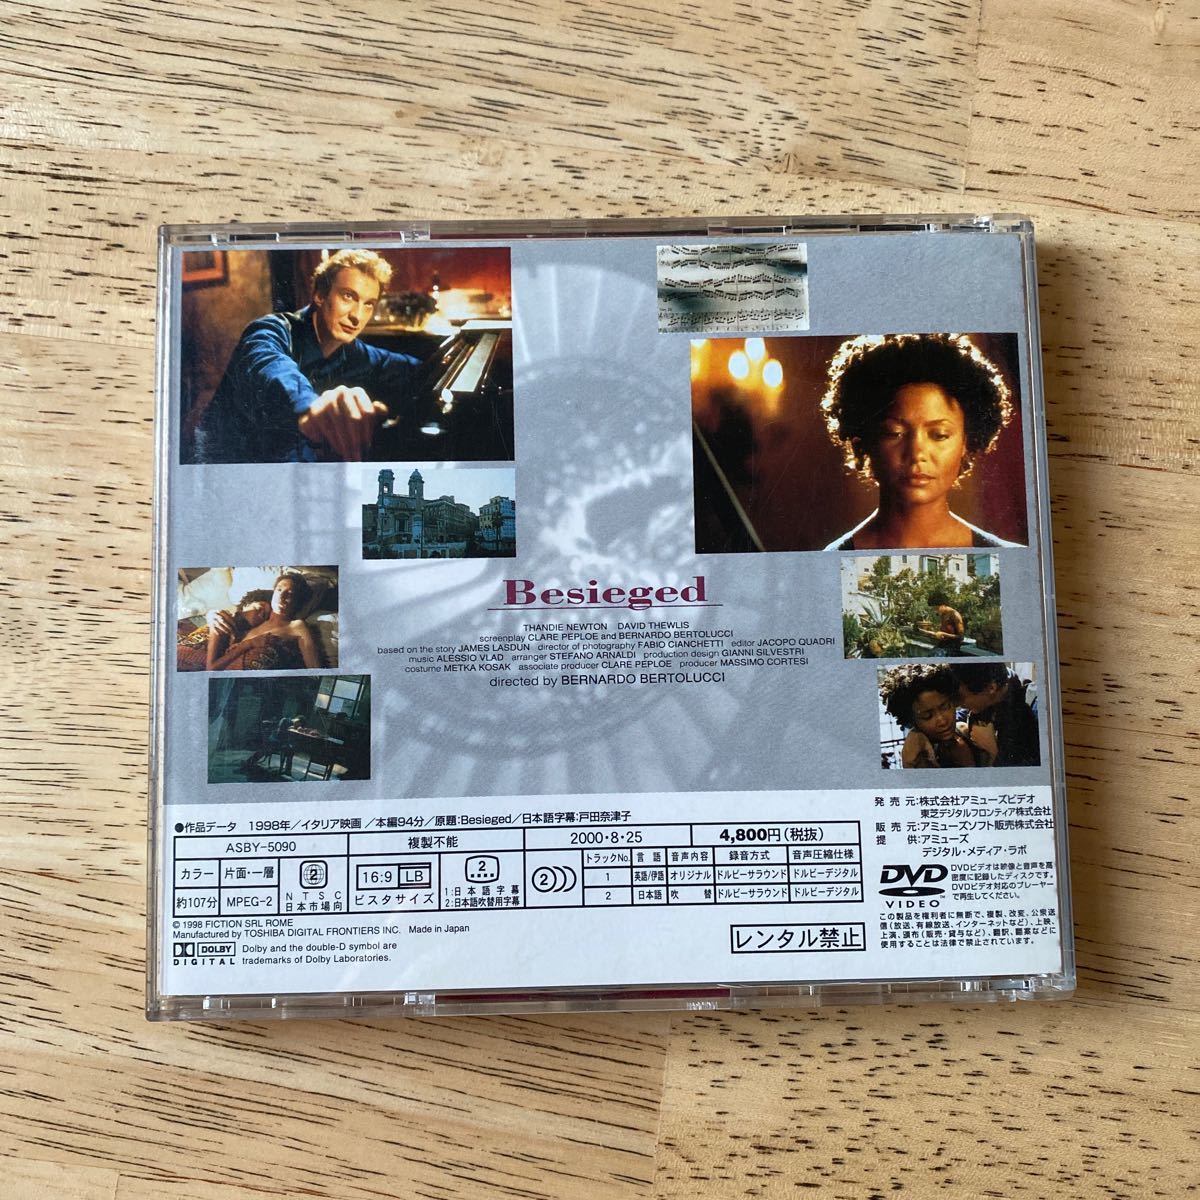 Besieged
THANDIE NEWTON DAVID THEWLIS
screenplay CLARE PEPLOE and BERNARDO BERTOLUCCI
based on the story JAMES LASDUN director of photography FABIO CIANCHETTI editor JACOPO QUADRI
music ALESSIO VLAD arranger STEFANO ARNALDI production design GIANNI SILVESTRI
costume METKA KOSAK associate producer CLARE PEPLOE producer MASSIMO CORTESI
directed by BERNARDO BERTOLUCCI
●作品データ 1998年/イタリア映画/本編94分/原題:Besieged/日本語字幕:戸田奈津子
ASBY-5090 複製不能 2000・8・25 4,800円(税抜)
カラー 片面・一層 2 16:9 LB 2 2
約107分 MPEG-2 NTSC 日本市場向 ビスタサイズ
1:日本語字幕
2:日本語吹替用字幕
トラックNo. 言語 音声内容 録音方式 音声圧縮仕様
1 英語/伊語 オリジナル ドルビーサラウンド ドルビーデジタル
2 日本語 吹替 ドルビーサラウンド ドルビーデジタル
© 1998 FICTION SRL ROME
Manufactured by TOSHIBA DIGITAL FRONTIERS INC. Made in Japan
DOLBY DIGITAL
Dolby and the double-D symbol are
trademarks of Dolby Laboratories.
レンタル禁止
発売元:株式会社アミューズビデオ
東芝デジタルフロンティア株式会社
販売元:アミューズソフト販売株式会社
提供:アミューズ
デジタル・メディア・ラボ
DVD VIDEO
DVDビデオは映像と音声を高
密度に記録したディスクです。
DVDビデオ対応のプレーヤー
で再生してください。
この製品を権利者に無断で、複製、改変、公衆送
信(放送、有線放送、インターネットなど)、上映、
上演、頒布(販売・貸与など)、翻訳、翻案などに
使用することは法律で禁止されています。